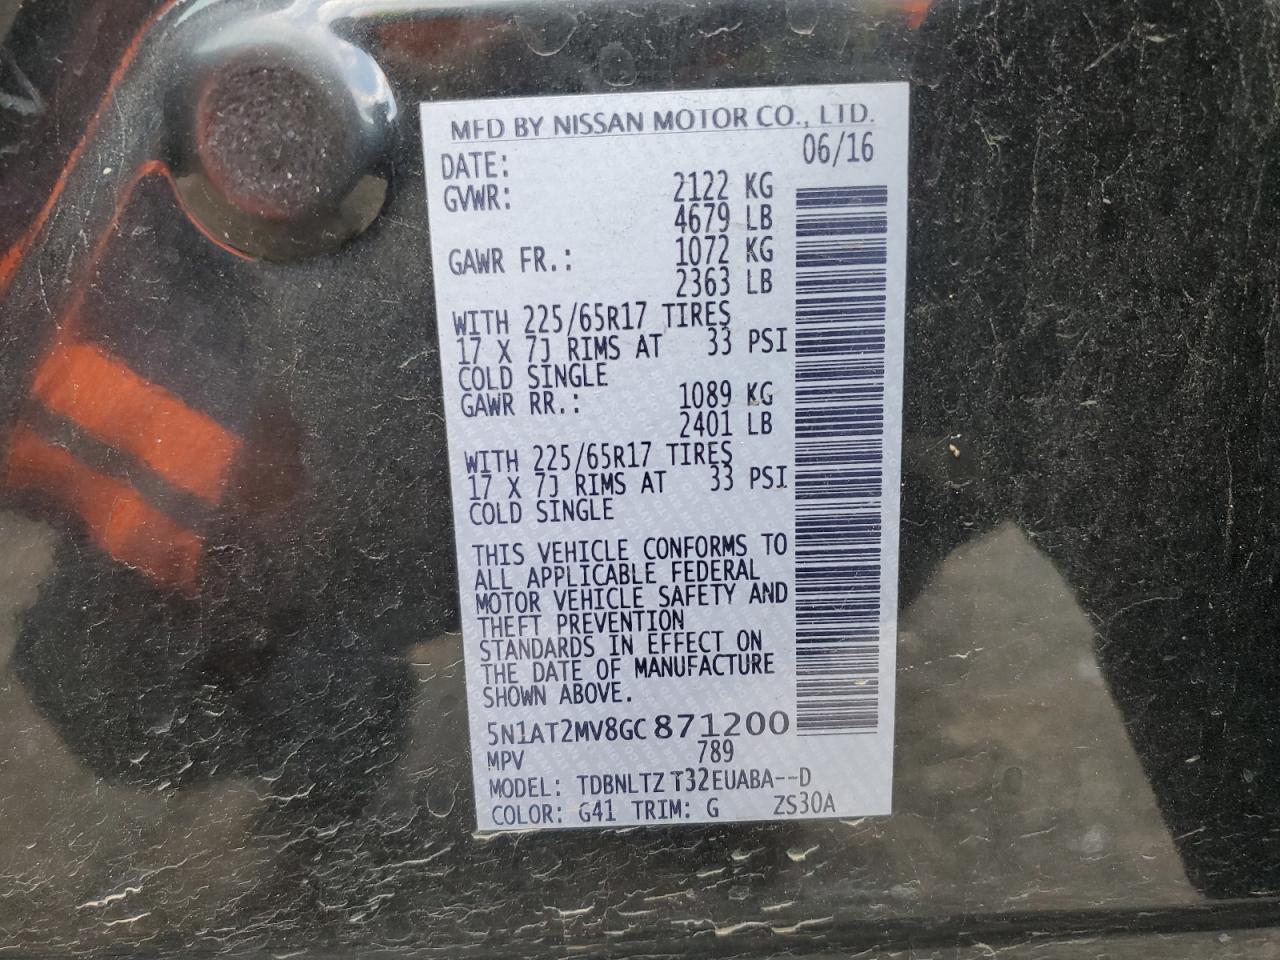 MFD BY NISSAN MOTOR CO., LTD.
DATE: 06/16
GVWR: 2122 KG
4679 LB
GAWR FR.: 1072 KG
2363 LB
WITH 225/65R17 TIRES
17 X 7J RIMS AT 33 PSI
COLD SINGLE
GAWR RR.: 1089 KG
2401 LB
WITH 225/65R17 TIRES
17 X 7J RIMS AT 33 PSI
COLD SINGLE
THIS VEHICLE CONFORMS TO
ALL APPLICABLE FEDERAL
MOTOR VEHICLE SAFETY AND
THEFT PREVENTION
STANDARDS IN EFFECT ON
THE DATE OF MANUFACTURE
SHOWN ABOVE.
5N1AT2MV8GC871200
MPV 789
MODEL: TDBNLTZ T32EUABA--D
COLOR: G41 TRIM: G ZS30A